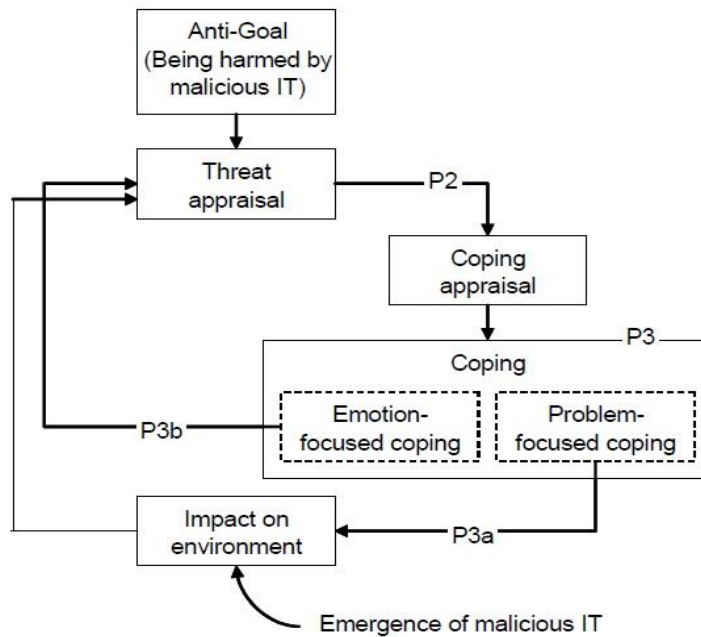 Anti-Goal
(Being harmed by
malicious IT)
Threat
appraisal
P2
Coping
appraisal
P3
Coping
Emotion-
focused coping
Problem-
focused coping
P3b
Impact on
environment
P3a
Emergence of malicious IT